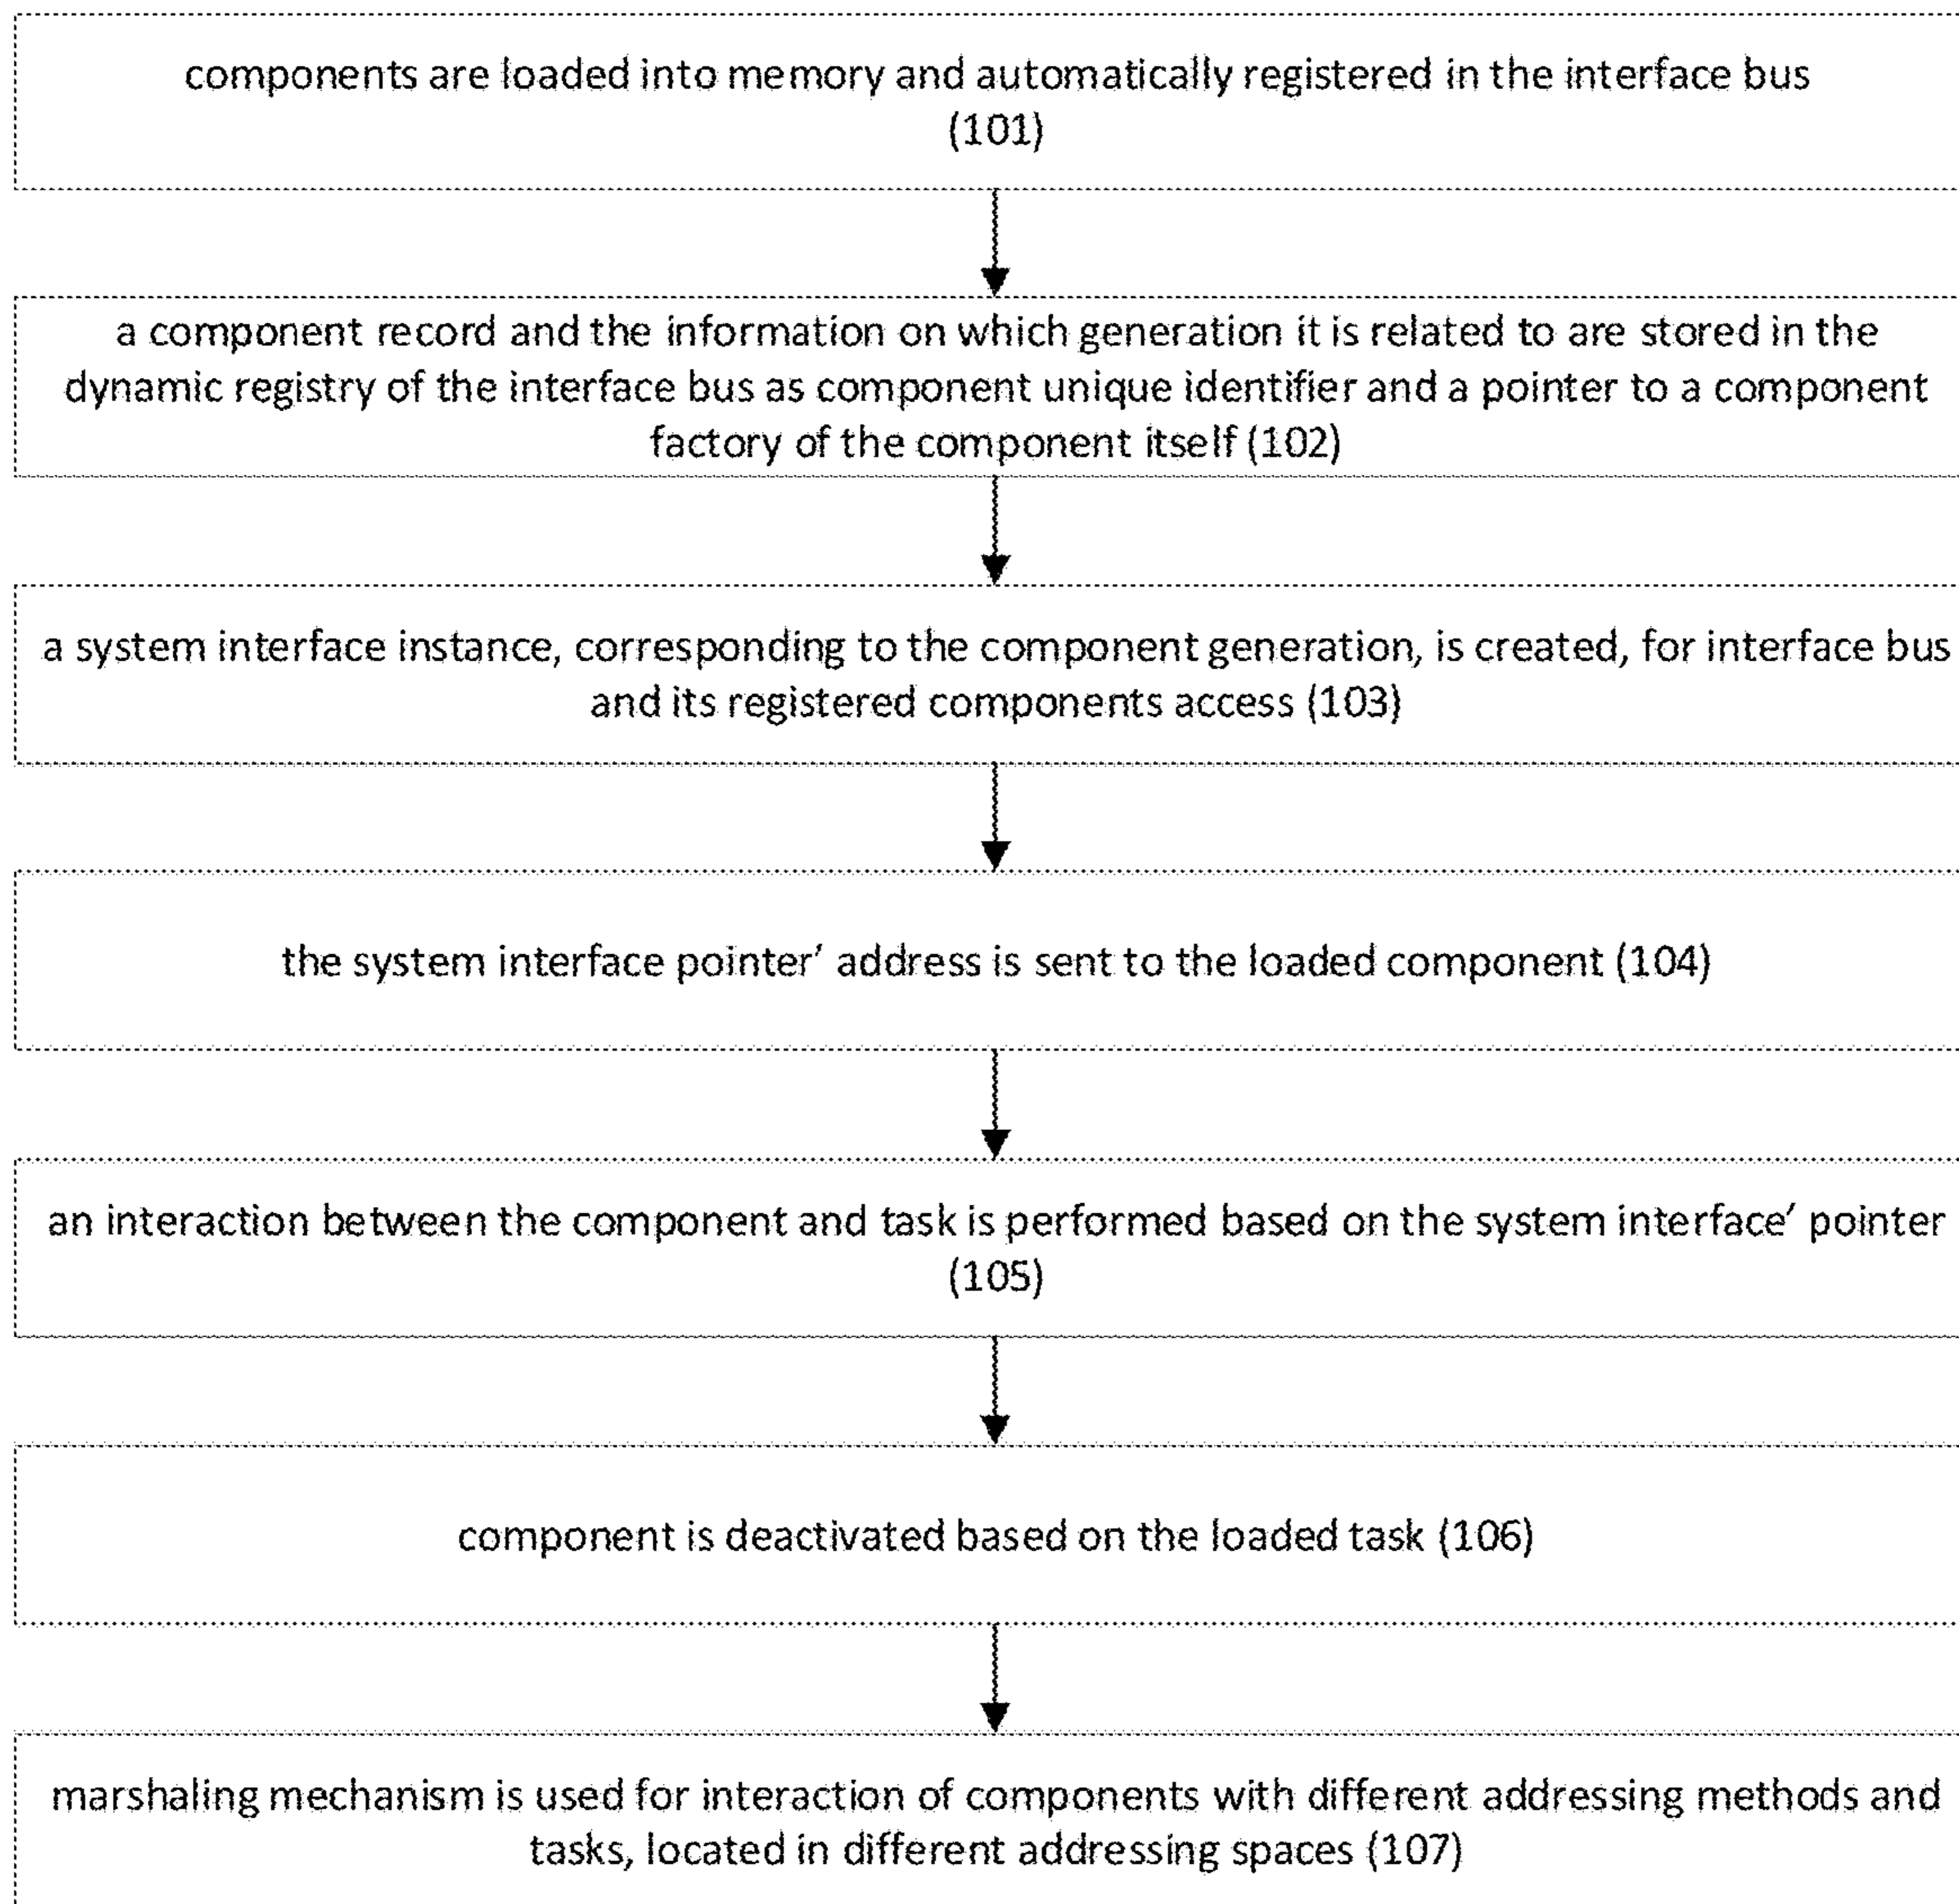 components are loaded into memory and automatically registered in the interface bus
(101)
a component record and the information on which generation it is related to are stored in the
dynamic registry of the interface bus as component unique identifier and a pointer to a component
factory of the component itself (102)
a system interface instance, corresponding to the component generation, is created, for interface bus
and its registered components access (103)
the system interface pointer′ address is sent to the loaded component (104)
an interaction between the component and task is performed based on the system interface′ pointer
(105)
component is deactivated based on the loaded task (106)
marshaling mechanism is used for interaction of components with different addressing methods and
tasks, located in different addressing spaces (107)